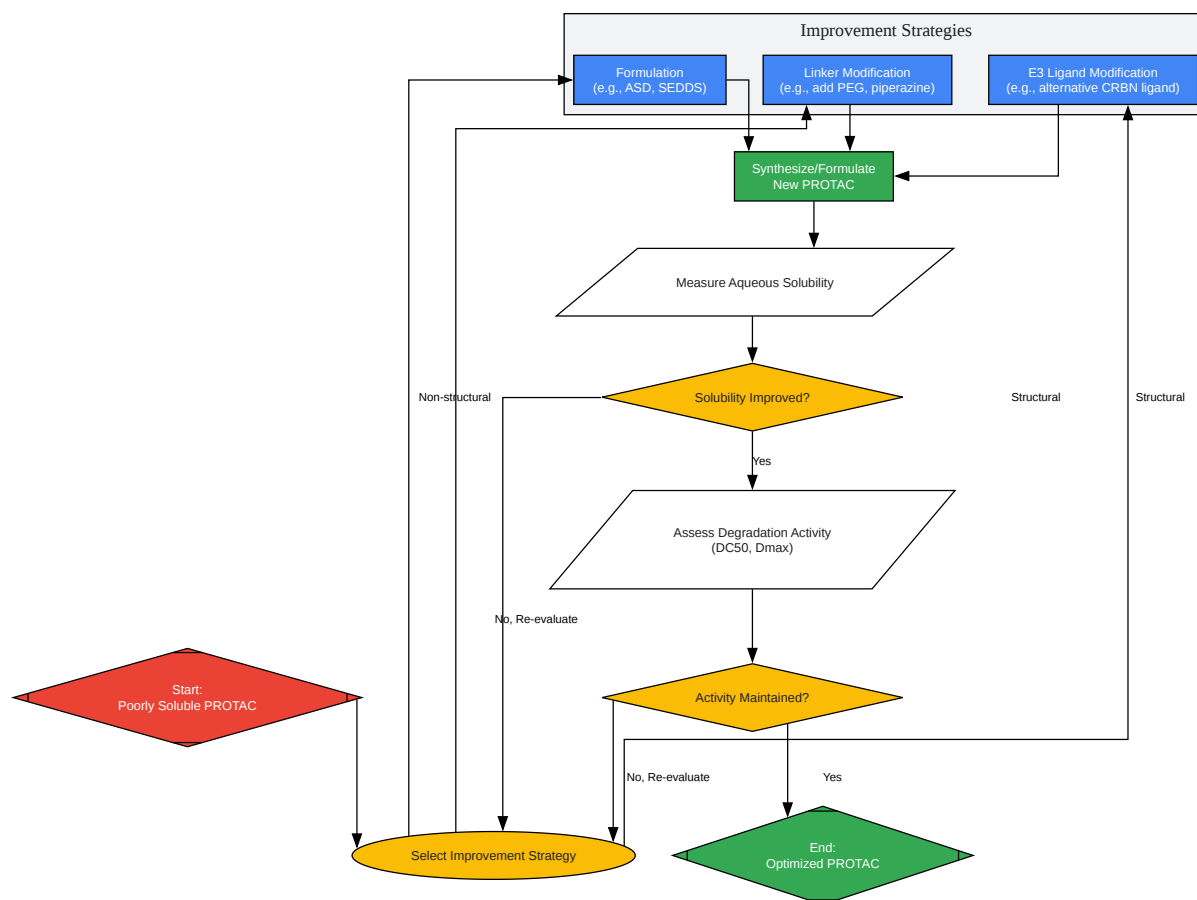 Improvement Strategies
Formulation
(e.g., ASD, SEDDS)
Linker Modification
(e.g., add PEG, piperazine)
E3 Ligand Modification
(e.g., alternative CRBN ligand)
Synthesize/Formulate
New PROTAC
Measure Aqueous Solubility
Non-structural
Solubility Improved?
Structural
Structural
Yes
Assess Degradation Activity
(DC50, Dmax)
No, Re-evaluate
Start:
Poorly Soluble PROTAC
Activity Maintained?
No, Re-evaluate
Yes
Select Improvement Strategy
End:
Optimized PROTAC